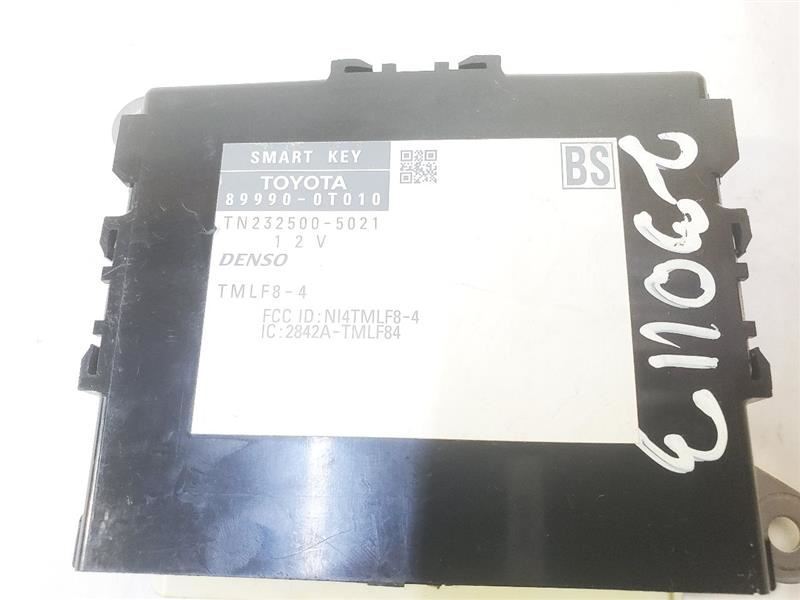 SMART KEY
TOYOTA
89990-0T010
TN232500-5021
12V
DENSO
TMLF8-4
FCC ID: NI4TMLF8-4
IC: 2842A-TMLF84
BS
230113